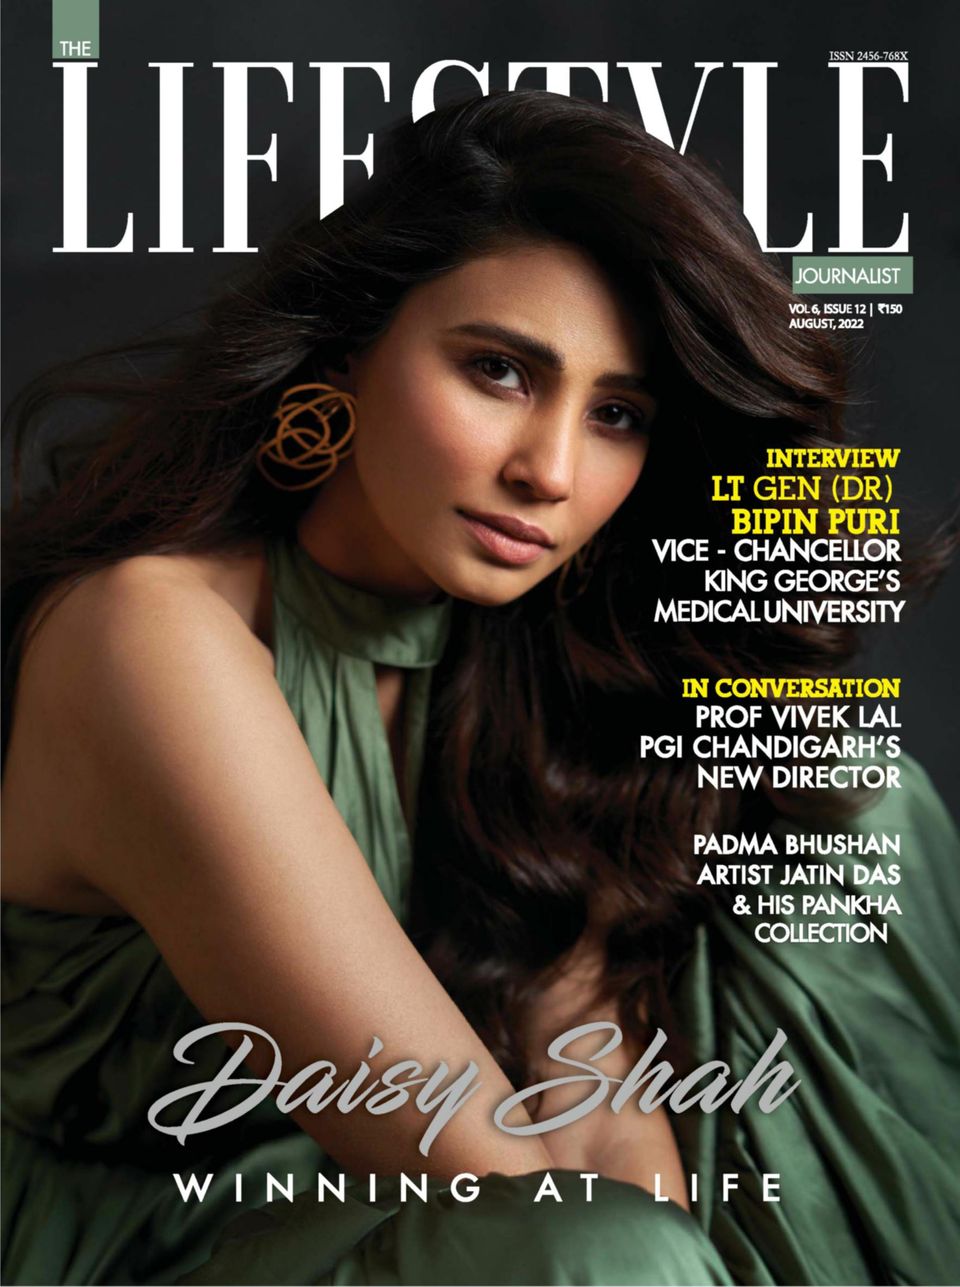 THE
LIFESTYLE
ISSN 2456-768X
JOURNALIST
VOL 6, ISSUE 12 | ₹150
AUGUST, 2022
INTERVIEW
LT GEN (DR)
BIPIN PURI
VICE - CHANCELLOR
KING GEORGE'S
MEDICAL UNIVERSITY
IN CONVERSATION
PROF VIVEK LAL
PGI CHANDIGARH'S
NEW DIRECTOR
PADMA BHUSHAN
ARTIST JATIN DAS
& HIS PANKHA
COLLECTION
Daisy Shah
WINNING AT LIFE